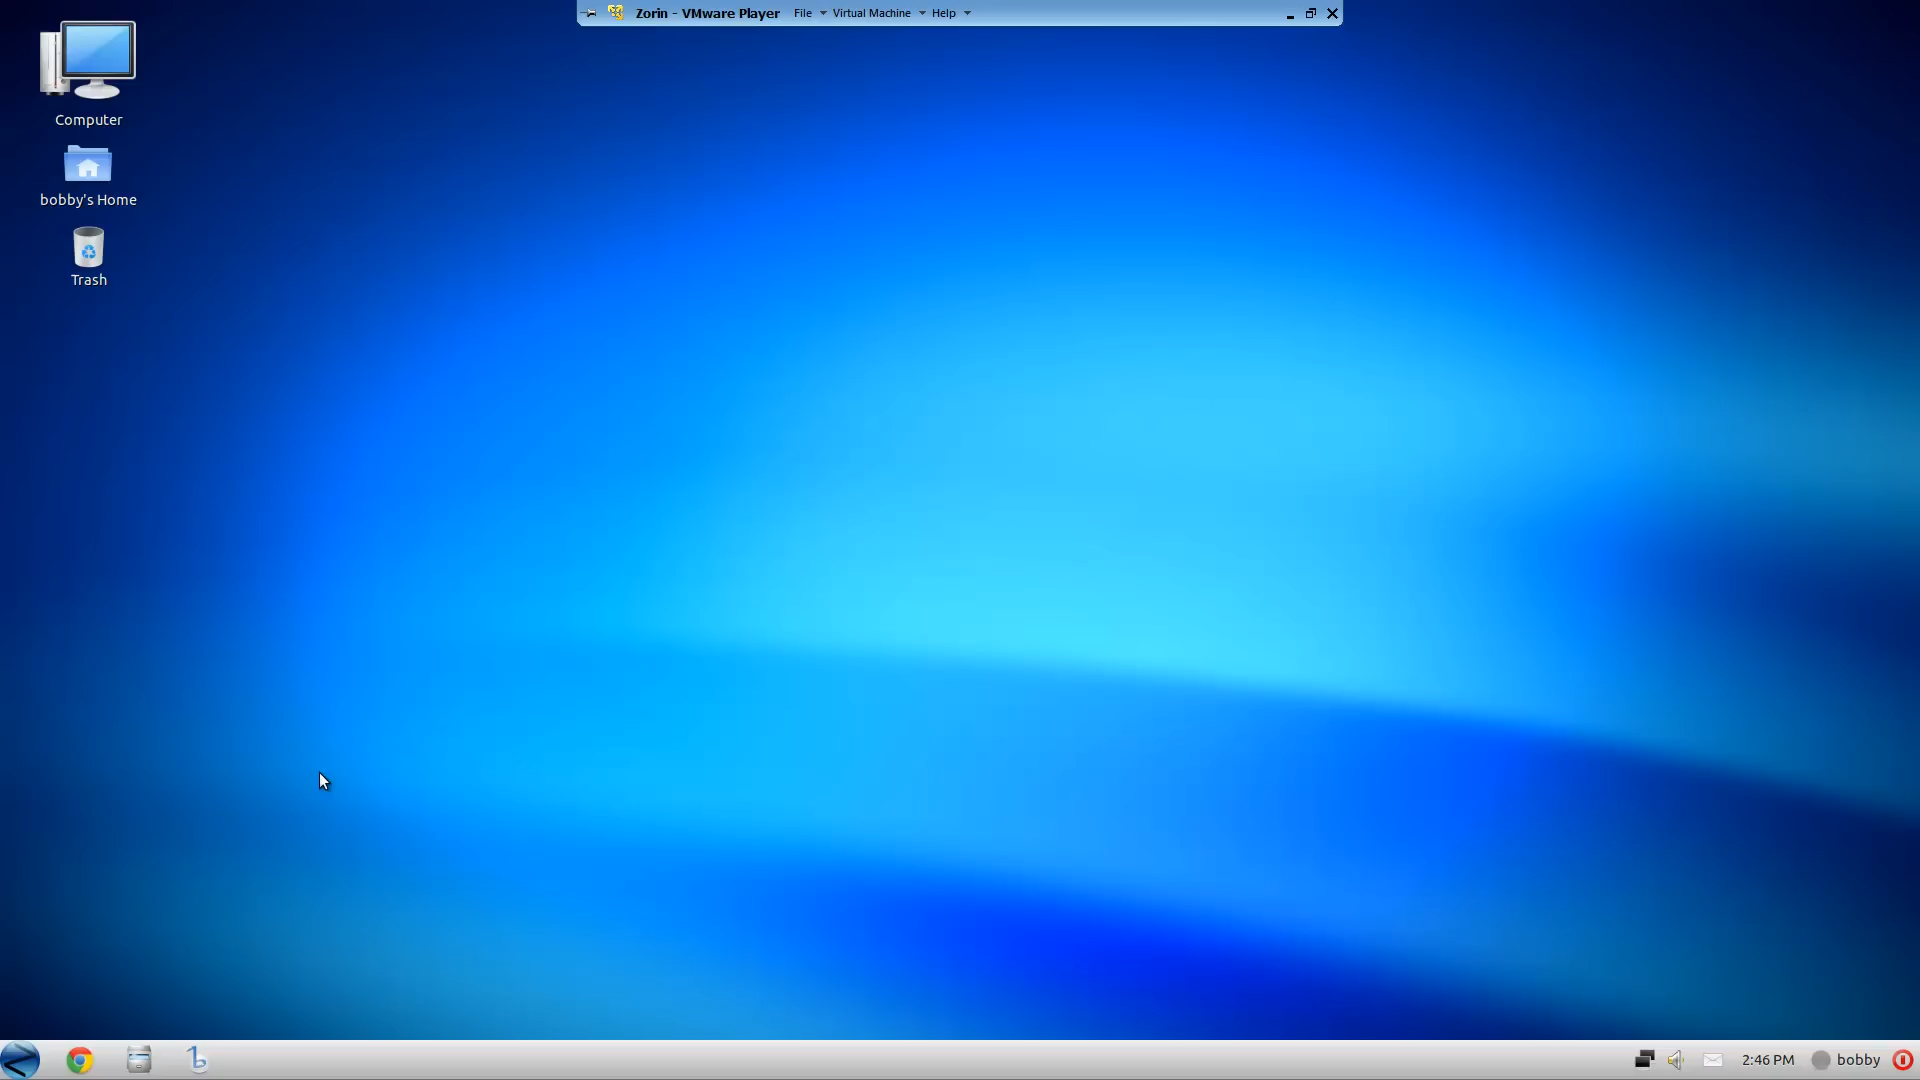 Zorin - VMware Player File Virtual Machine Help
Computer
bobby's Home
Trash
2:46 PM bobby